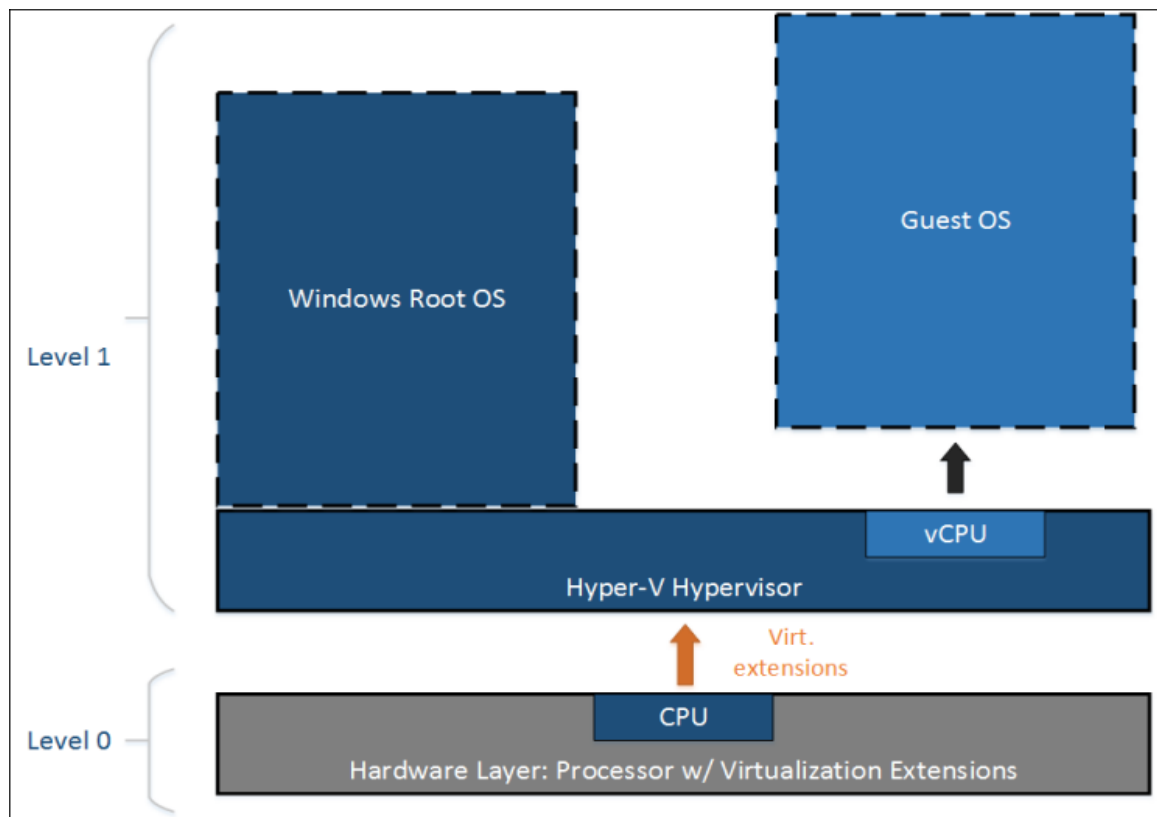 Guest OS
Windows Root OS
Level 1
vCPU
Hyper-V Hypervisor
Virt.
extensions
CPU
Level 0
Hardware Layer: Processor w/ Virtualization Extensions